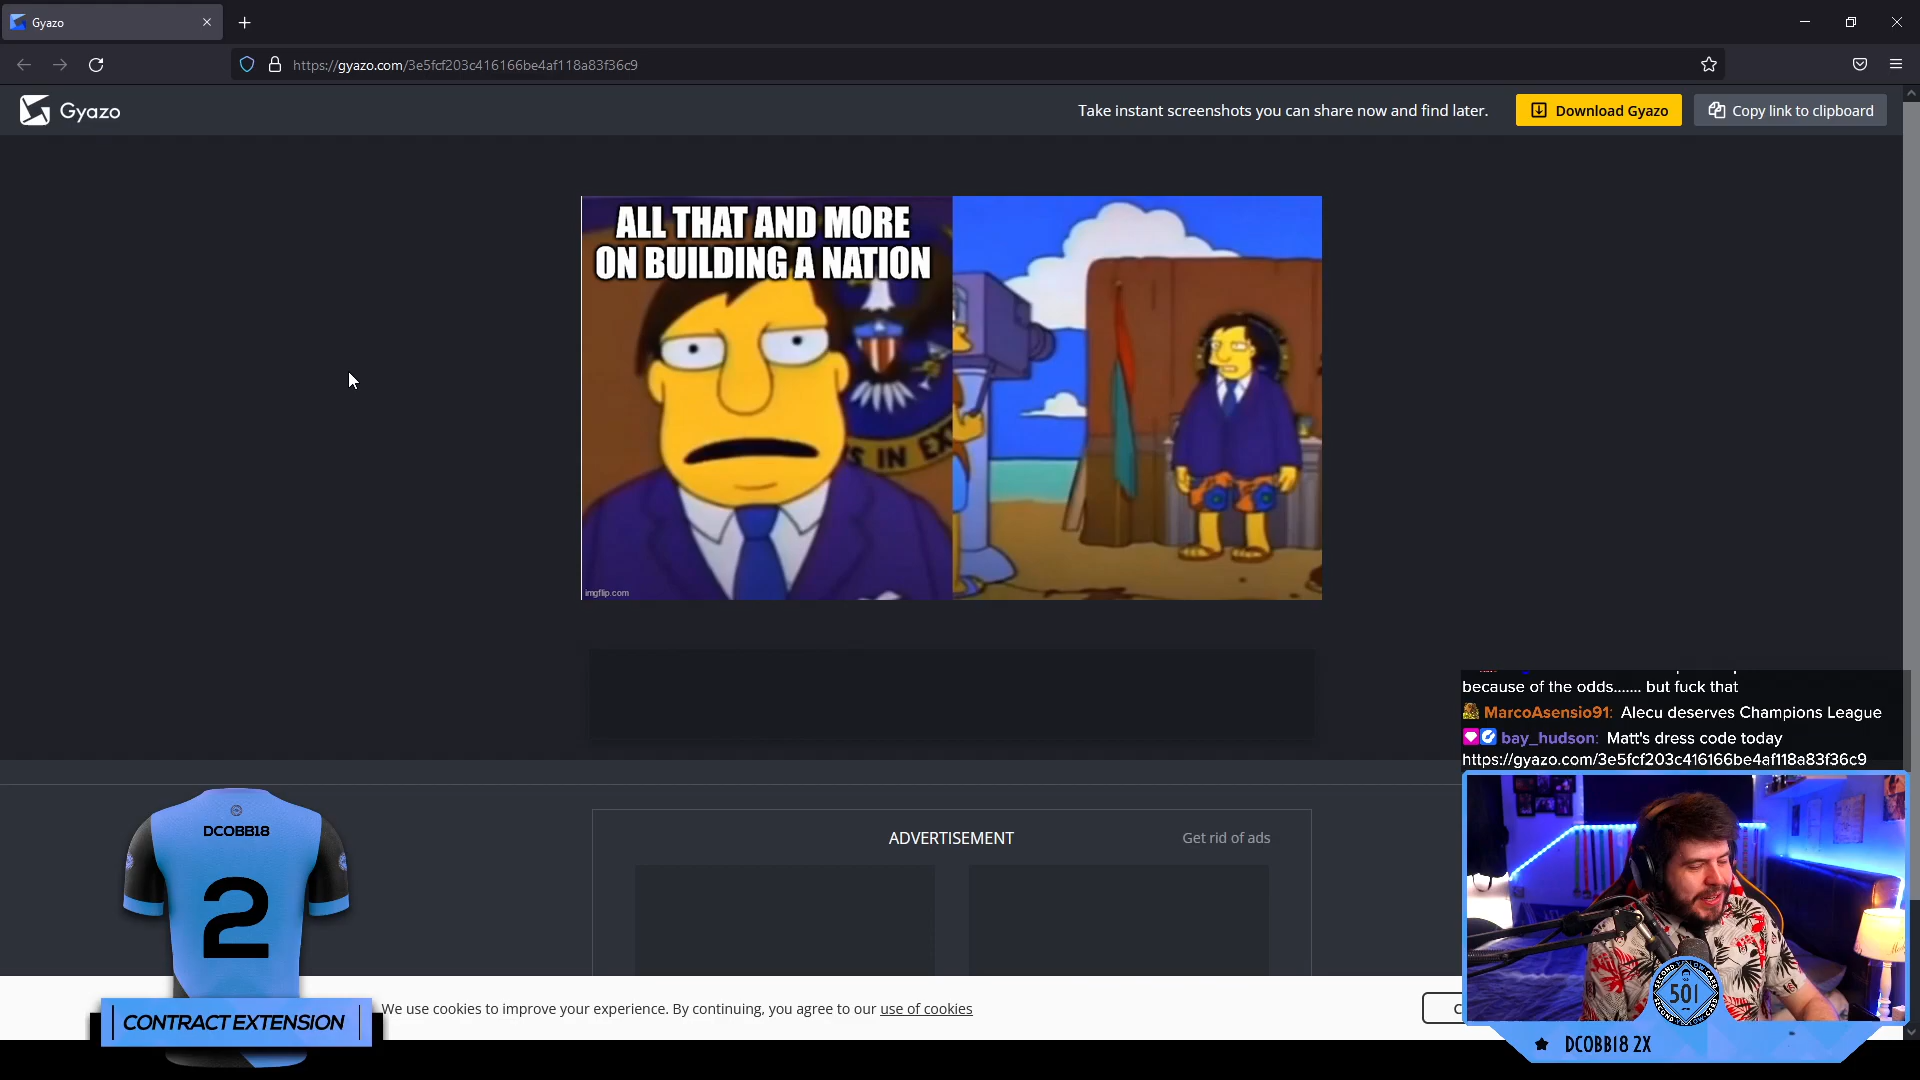 Gyazo
https://gyazo.com/3e5fcf203c416166be4af118a83f36c9
Gyazo
Take instant screenshots you can share now and find later.
Download Gyazo
Copy link to clipboard
ALL THAT AND MORE
ON BUILDING A NATION
S IN EX
imgflip.com
because of the odds....... but fuck that
MarcoAsensio91: Alecu deserves Champions League
bay_hudson: Matt's dress code today
https://gyazo.com/3e5fcf203c416166be4af118a83f36c9
ADVERTISEMENT
Get rid of ads
DCOBB18
2
CONTRACT EXTENSION
We use cookies to improve your experience. By continuing, you agree to our use of cookies
501
DCOBB18 2X